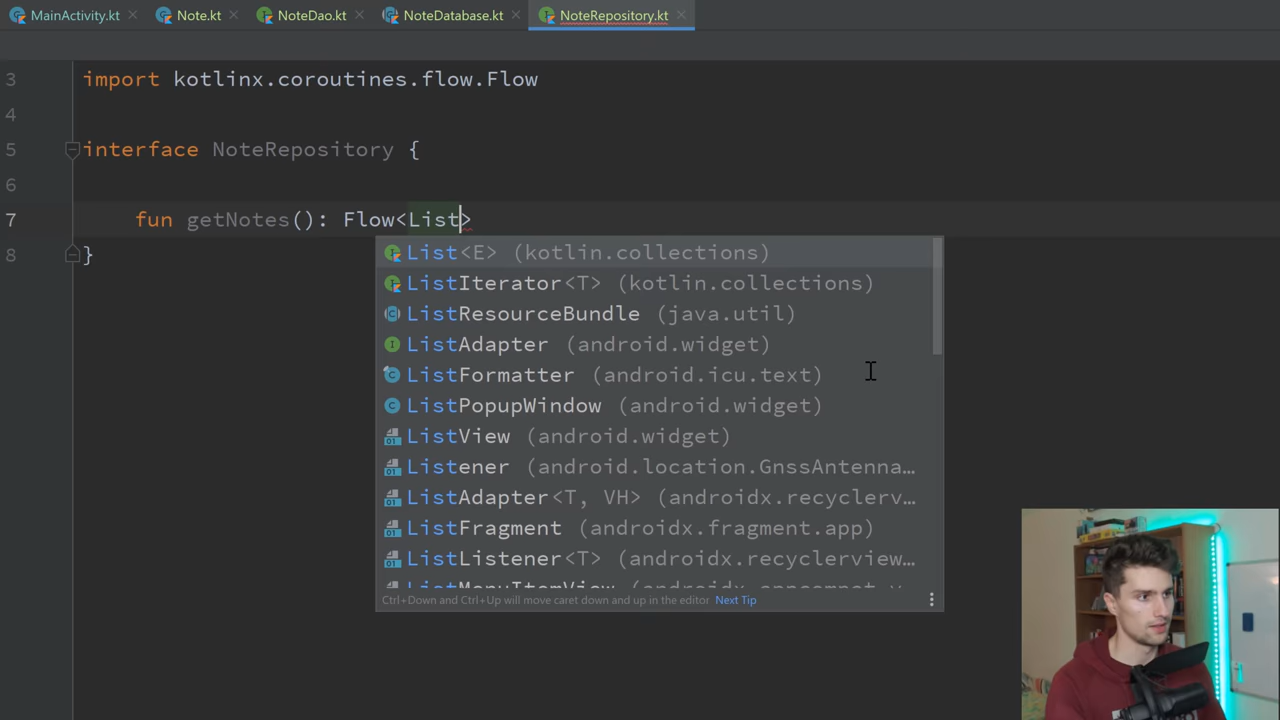 MainActivity.kt Note.kt NoteDao.kt NoteDatabase.kt NoteRepository.kt
3 import kotlinx.coroutines.flow.Flow
4
5 interface NoteRepository {
6
7 fun getNotes(): Flow<List>
8 }
List<E> (kotlin.collections)
ListIterator<T> (kotlin.collections)
ListResourceBundle (java.util)
ListAdapter (android.widget)
ListFormatter (android.icu.text)
ListPopupWindow (android.widget)
ListView (android.widget)
Listener (android.location.GnssAntenna…
ListAdapter<T, VH> (androidx.recyclerv…
ListFragment (androidx.fragment.app)
ListListener<T> (androidx.recyclerview…
ListMenuItemView (androidx.appcompat.v…
Ctrl+Down and Ctrl+Up will move caret down and up in the editor Next Tip